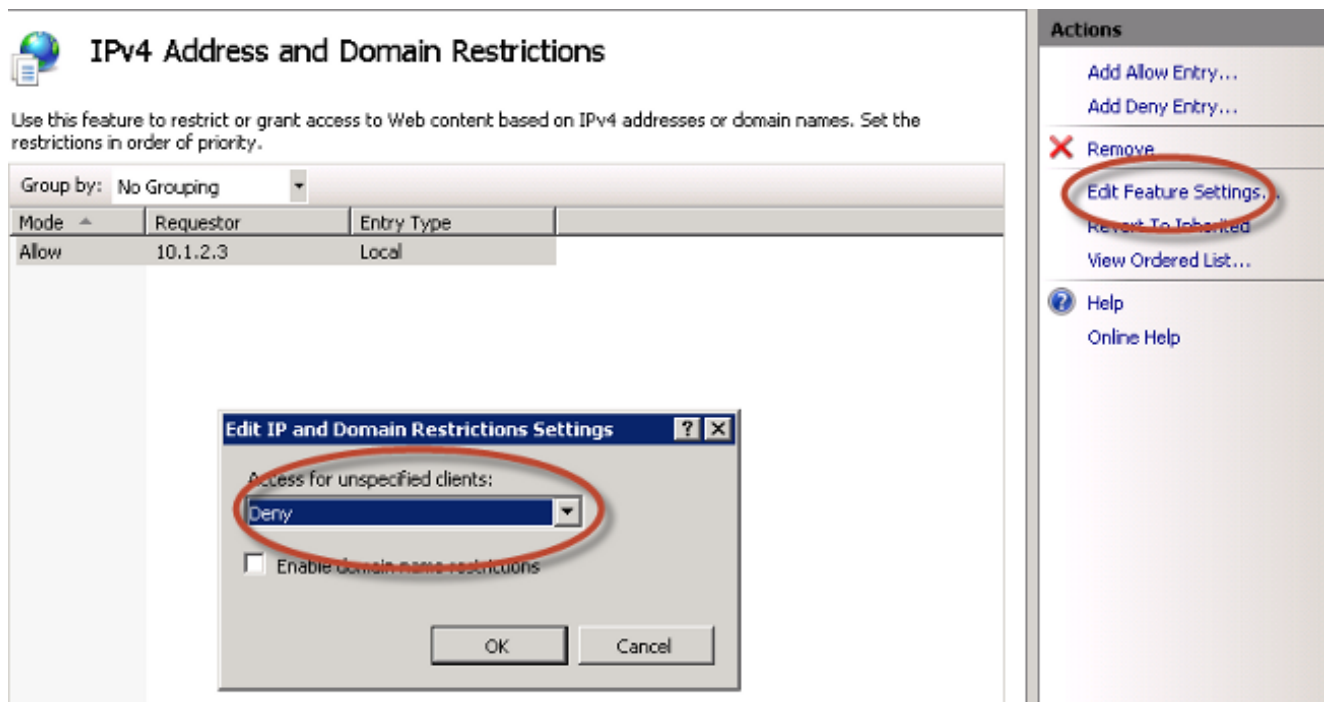 IPv4 Address and Domain Restrictions
Use this feature to restrict or grant access to Web content based on IPv4 addresses or domain names. Set the
restrictions in order of priority.
Group by: No Grouping
Mode Requestor Entry Type
Allow 10.1.2.3 Local
Edit IP and Domain Restrictions Settings
Access for unspecified clients:
Deny
Enable domain name restrictions
OK Cancel
Actions
Add Allow Entry...
Add Deny Entry...
Remove
Edit Feature Settings...
Revert To Inherited
View Ordered List...
Help
Online Help